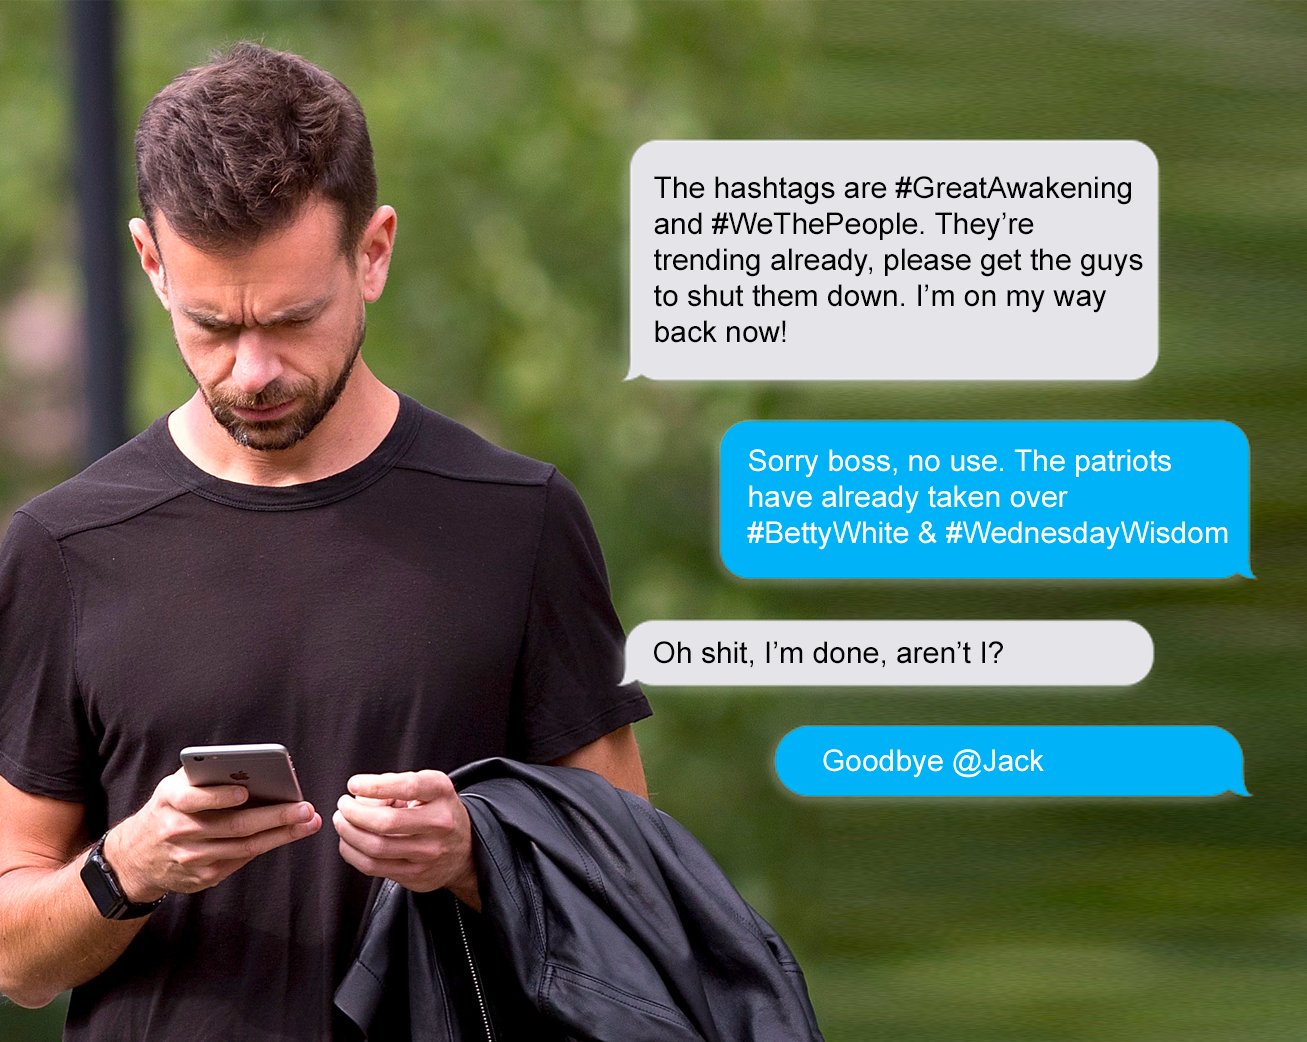 The hashtags are #GreatAwakening
and #WeThePeople. They’re
trending already, please get the guys
to shut them down. I’m on my way
back now!
Sorry boss, no use. The patriots
have already taken over
#BettyWhite & #WednesdayWisdom
Oh shit, I’m done, aren’t I?
Goodbye @Jack